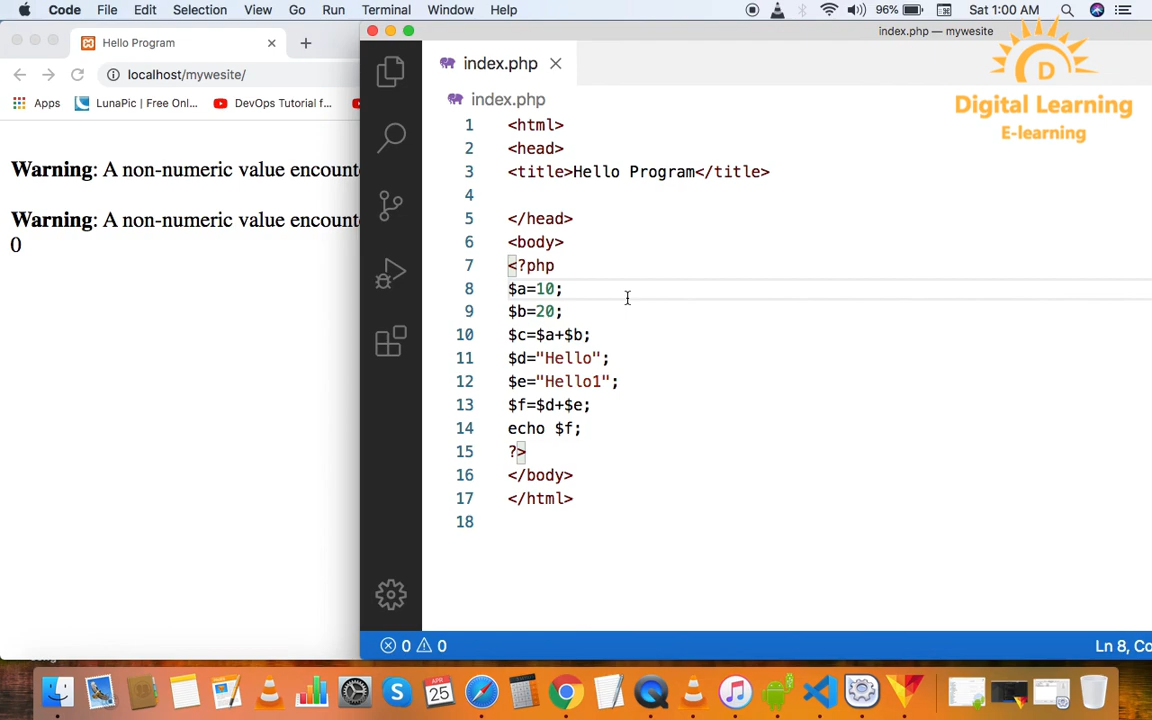 Code File Edit Selection View Go Run Terminal Window Help 96% Sat 1:00 AM
Hello Program
localhost/mywesite/
Apps LunaPic | Free Onl... DevOps Tutorial f...
Warning: A non-numeric value encount
Warning: A non-numeric value encount
0
index.php — mywesite
index.php
index.php
1 <html>
2 <head>
3 <title>Hello Program</title>
4
5 </head>
6 <body>
7 <?php
8 $a=10;
9 $b=20;
10 $c=$a+$b;
11 $d="Hello";
12 $e="Hello1";
13 $f=$d+$e;
14 echo $f;
15 ?>
16 </body>
17 </html>
18
0 0
Ln 8, Co
D
Digital Learning
E-learning
APR
25